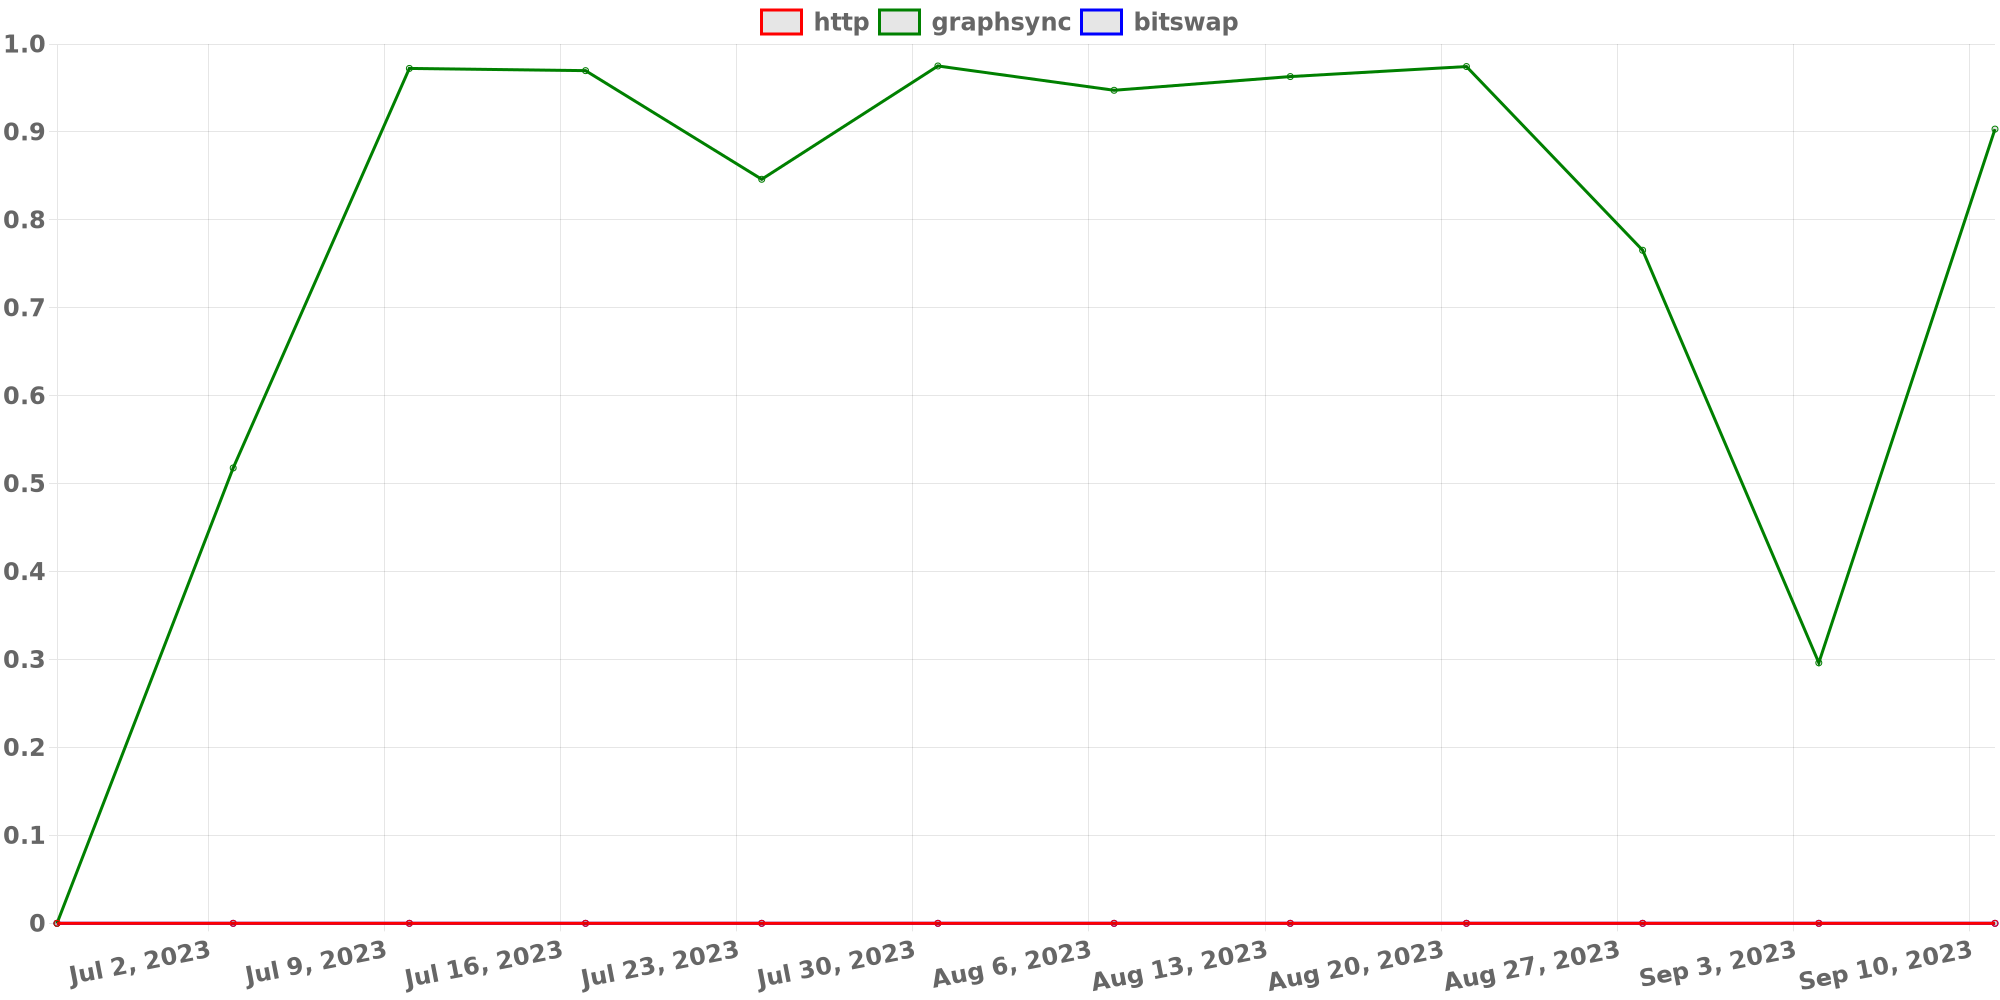 http graphsync bitswap
1.0
0.9
0.8
0.7
0.6
0.5
0.4
0.3
0.2
0.1
0
Jul 2, 2023
Jul 9, 2023
Jul 16, 2023
Jul 23, 2023
Jul 30, 2023
Aug 6, 2023
Aug 13, 2023
Aug 20, 2023
Aug 27, 2023
Sep 3, 2023
Sep 10, 2023